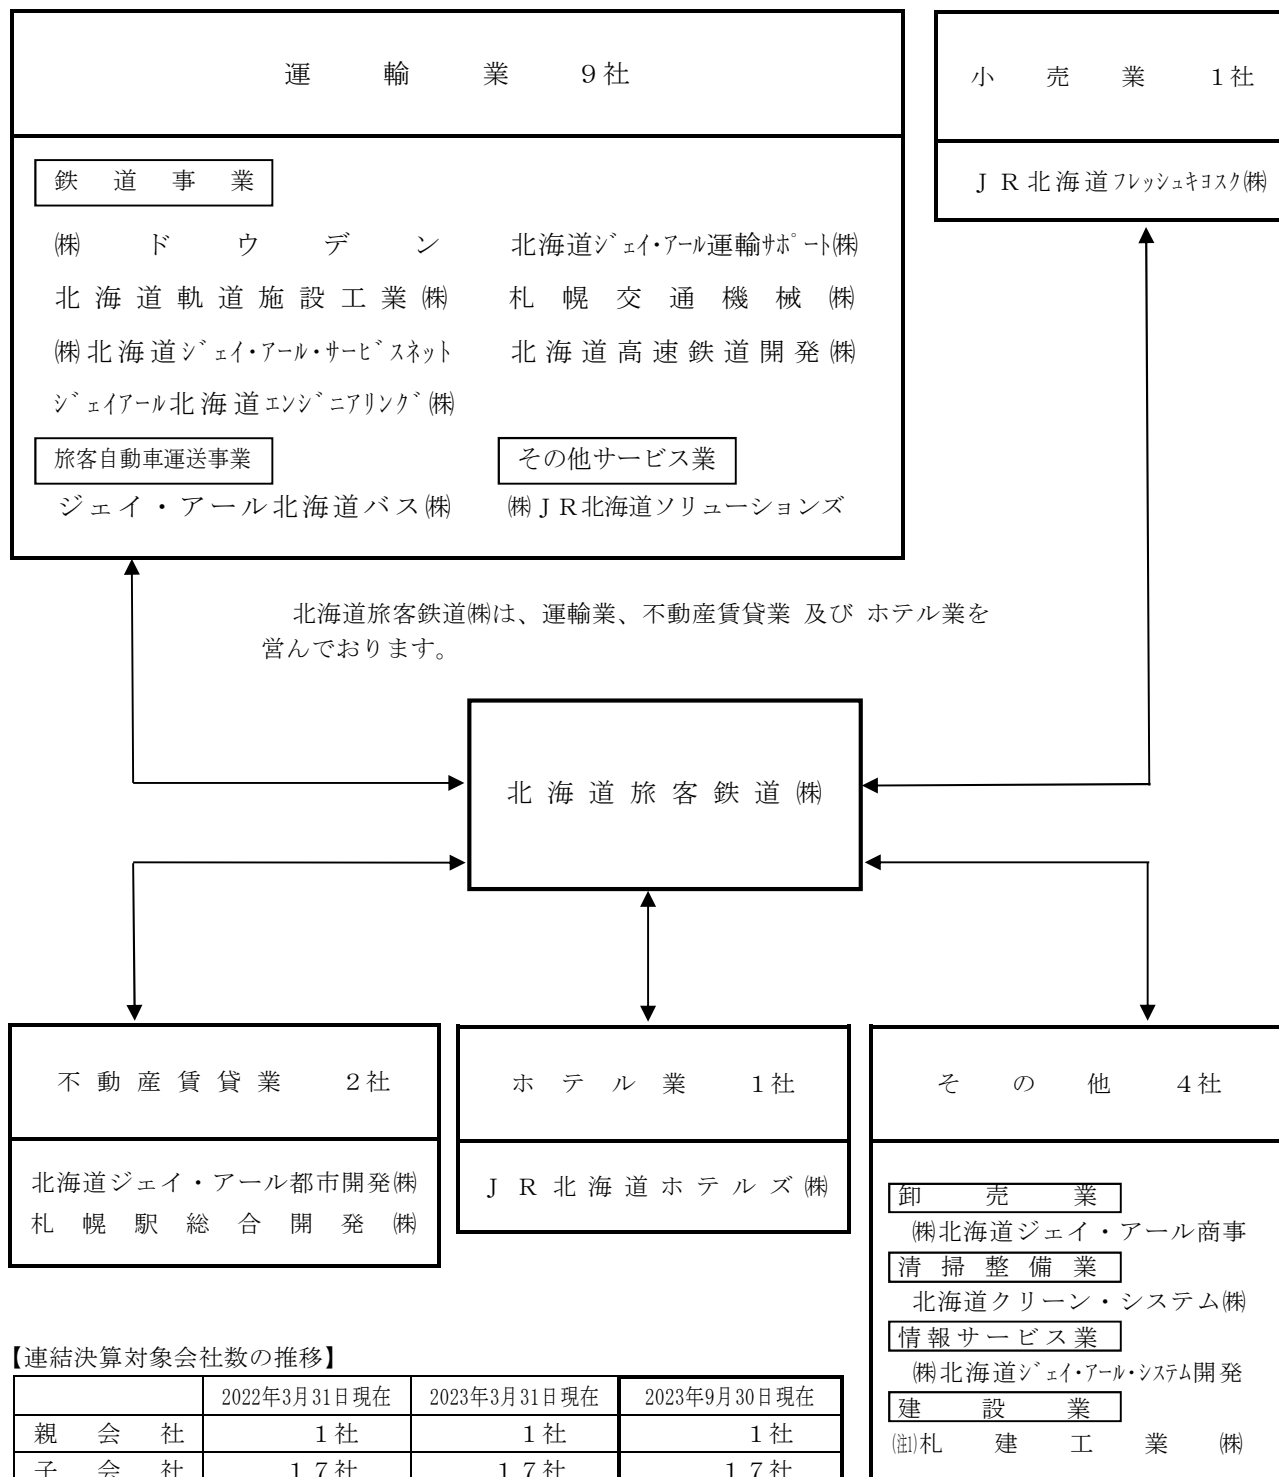 運輸業 9社
鉄道事業
㈱ドウデン 北海道ｼﾞｪｲ･ｱｰﾙ運輸ｻﾎﾟｰﾄ㈱
北海道軌道施設工業㈱ 札幌交通機械㈱
㈱北海道ｼﾞｪｲ･ｱｰﾙ･ｻｰﾋﾞｽﾈｯﾄ 北海道高速鉄道開発㈱
ｼﾞｪｲｱｰﾙ北海道ｴﾝｼﾞﾆｱﾘﾝｸﾞ㈱
旅客自動車運送事業 その他サービス業
ジェイ・アール北海道バス㈱ ㈱ＪＲ北海道ソリューションズ
小売業 1社
ＪＲ北海道ﾌﾚｯｼｭｷﾖｽｸ㈱
北海道旅客鉄道㈱は、運輸業、不動産賃貸業 及び ホテル業を
営んでおります。
北海道旅客鉄道㈱
不動産賃貸業 2社
北海道ジェイ・アール都市開発㈱
札幌駅総合開発㈱
ホテル業 1社
ＪＲ北海道ホテルズ㈱
その他 4社
卸売業
㈱北海道ジェイ・アール商事
清掃整備業
北海道クリーン・システム㈱
情報サービス業
㈱北海道ｼﾞｪｲ･ｱｰﾙ･ｼｽﾃﾑ開発
建設業
(注1)札建工業㈱
【連結決算対象会社数の推移】
2022年3月31日現在 2023年3月31日現在 2023年9月30日現在
親会社 1社 1社 1社
子会社 17社 17社 17社